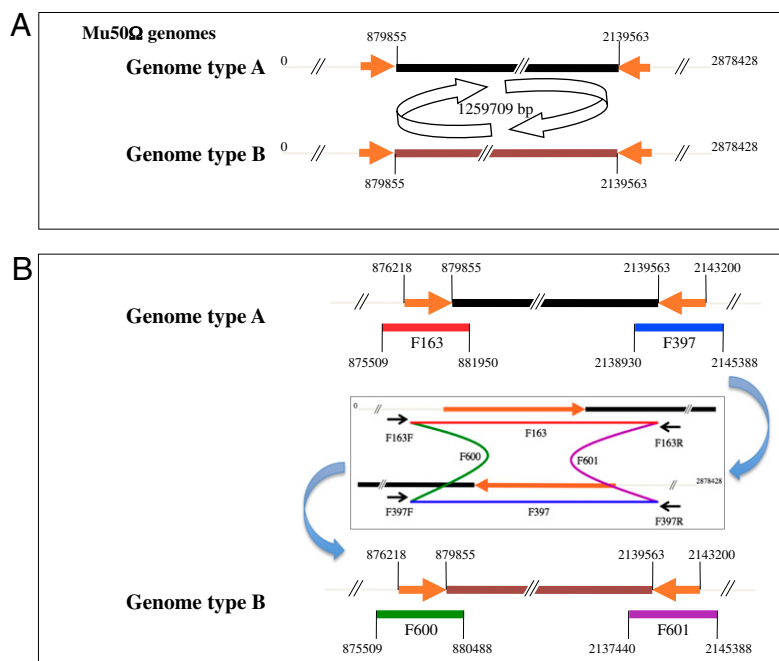 A
Mu50Ω genomes
879855 2139563
Genome type A 0 // // // 2878428
1259709 bp
Genome type B 0 // // // 2878428
879855 2139563
B
876218 879855 2139563 2143200
Genome type A // // //
F163 F397
875509 881950 2138930 2145388
0 // //
F163F F163 F163R
F600 F601
// // 2878428
F397F F397 F397R
876218 879855 2139563 2143200
Genome type B // // //
F600 F601
875509 880488 2137440 2145388